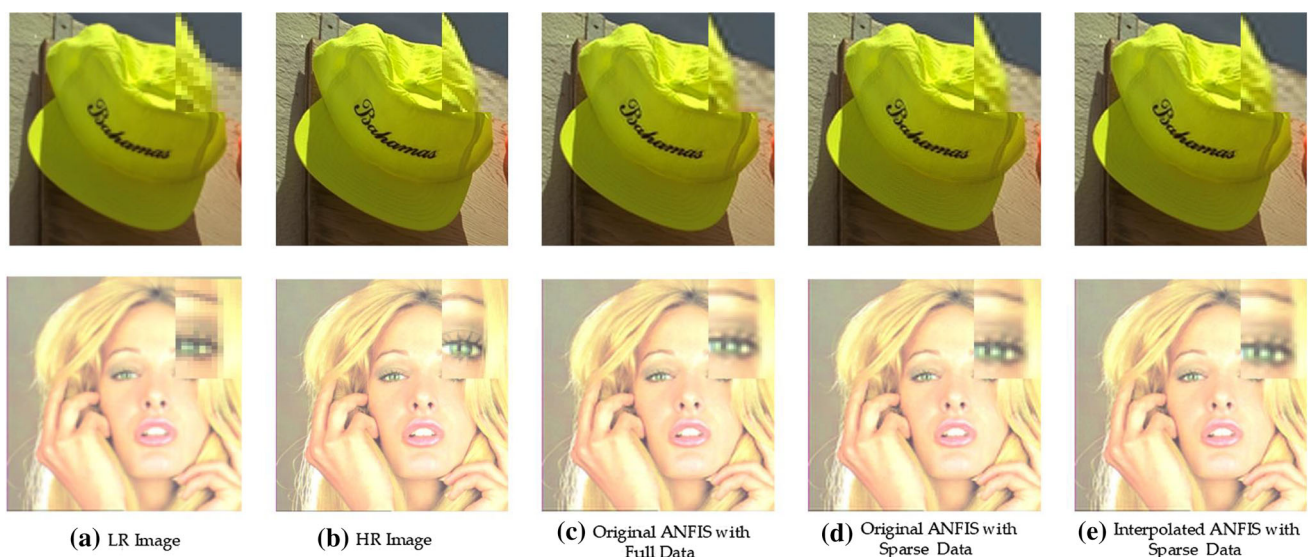 Bahamas
Bahamas
Bahamas
Bahamas
Bahamas
(a) LR Image
(b) HR Image
(c) Original ANFIS with
Full Data
(d) Original ANFIS with
Sparse Data
(e) Interpolated ANFIS with
Sparse Data